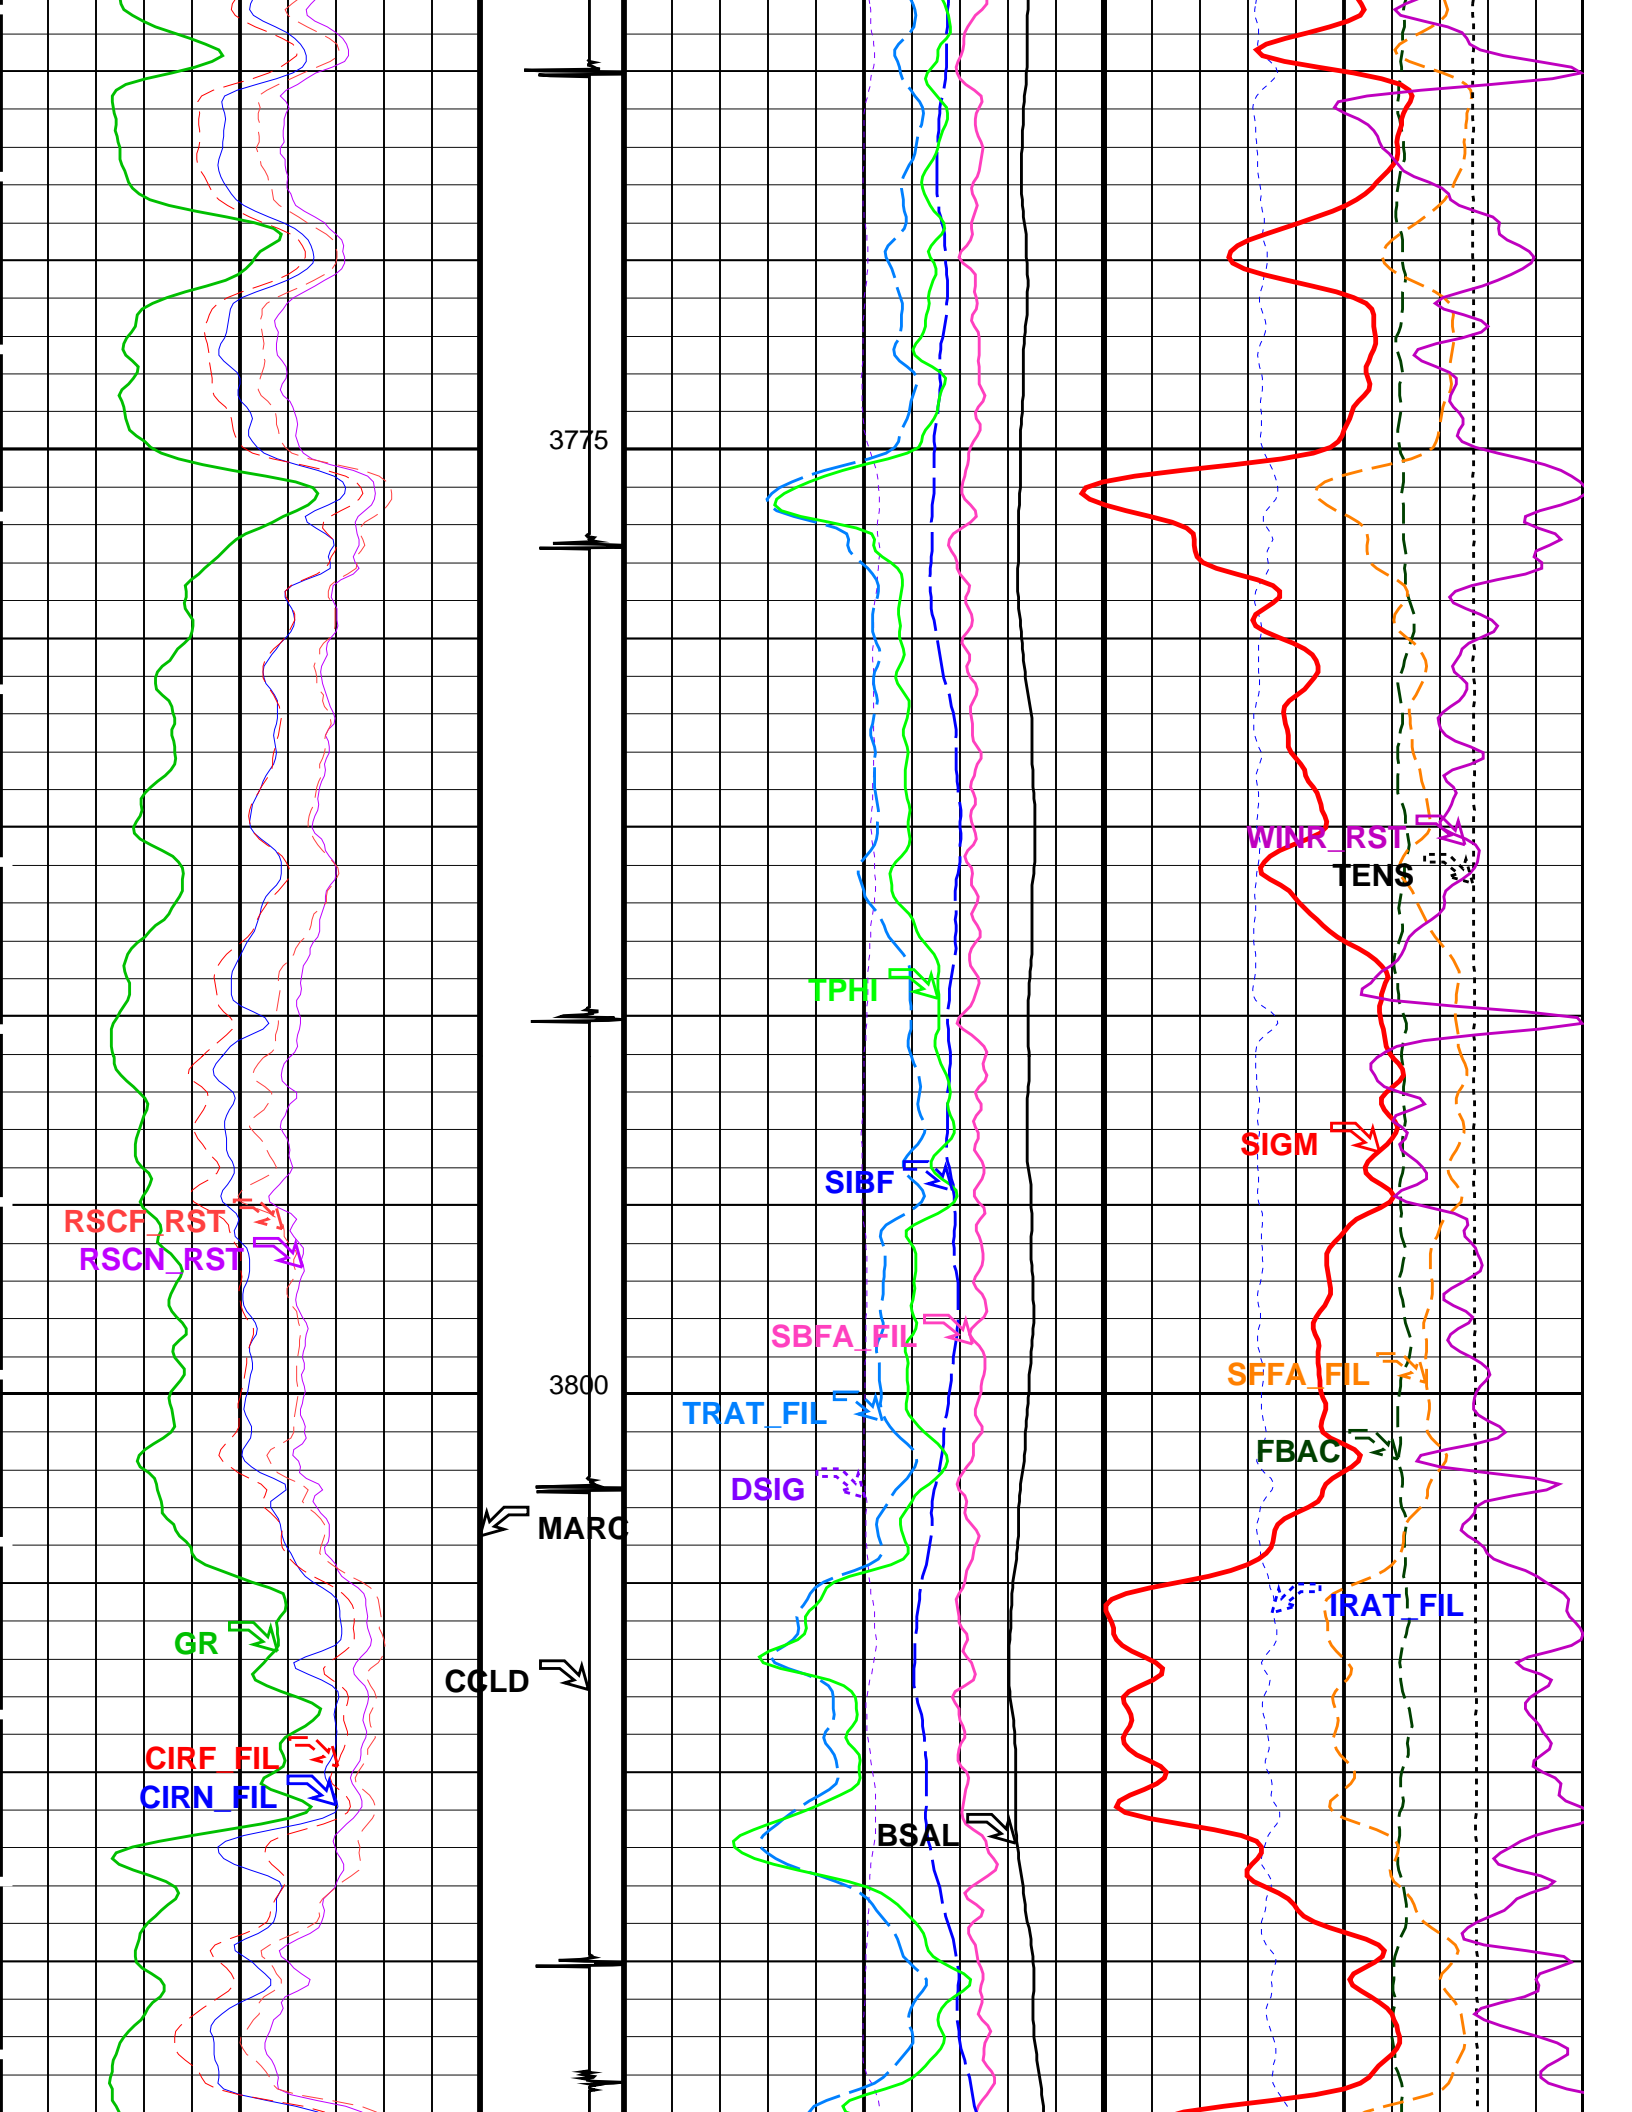 3775
WINR_RST
TENS
TPHI
SIGM
SIBF
RSCF_RST
RSCN_RST
SBFA_FIL
SFFA_FIL
3800
TRAT_FIL
FBAC
DSIG
MARC
IRAT_FIL
GR
CCLD
CIRF_FIL
CIRN_FIL
BSAL